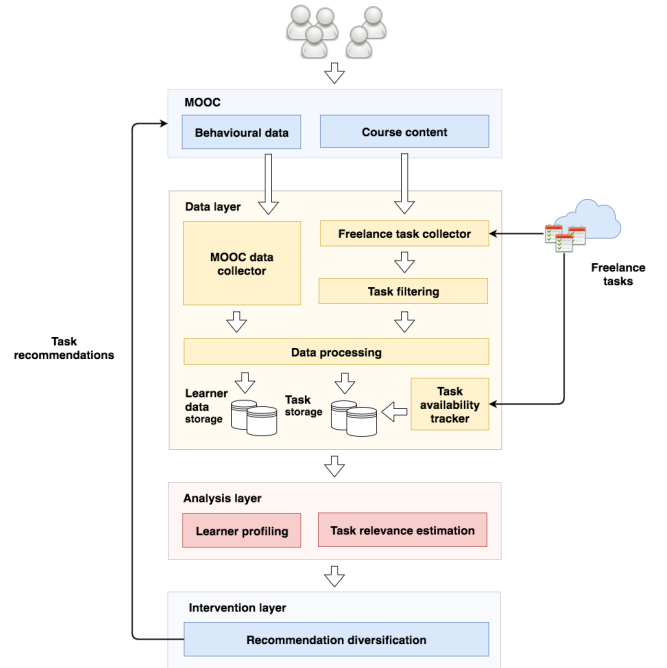 MOOC
Behavioural data
Course content
Data layer
MOOC data
collector
Freelance task collector
Task filtering
Freelance
tasks
Task
recommendations
Data processing
Learner
data
storage
Task
storage
Task
availability
tracker
Analysis layer
Learner profiling
Task relevance estimation
Intervention layer
Recommendation diversification